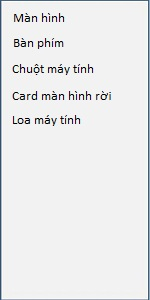 Màn hình
Bàn phím
Chuột máy tính
Card màn hình rời
Loa máy tính